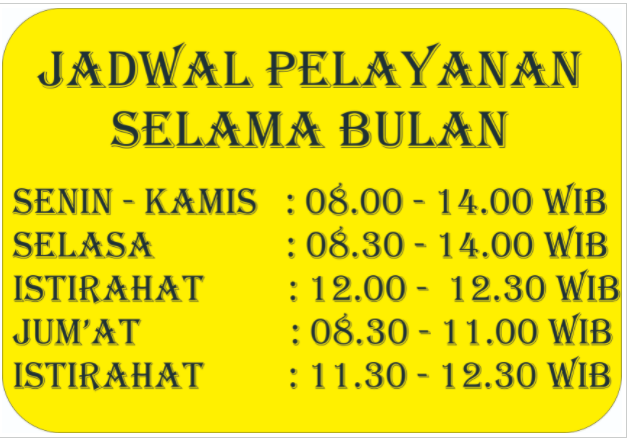 JADWAL PELAYANAN
SELAMA BULAN
SENIN - KAMIS : 08.00 - 14.00 WIB
SELASA : 08.30 - 14.00 WIB
ISTIRAHAT : 12.00 - 12.30 WIB
JUM'AT : 08.30 - 11.00 WIB
ISTIRAHAT : 11.30 - 12.30 WIB